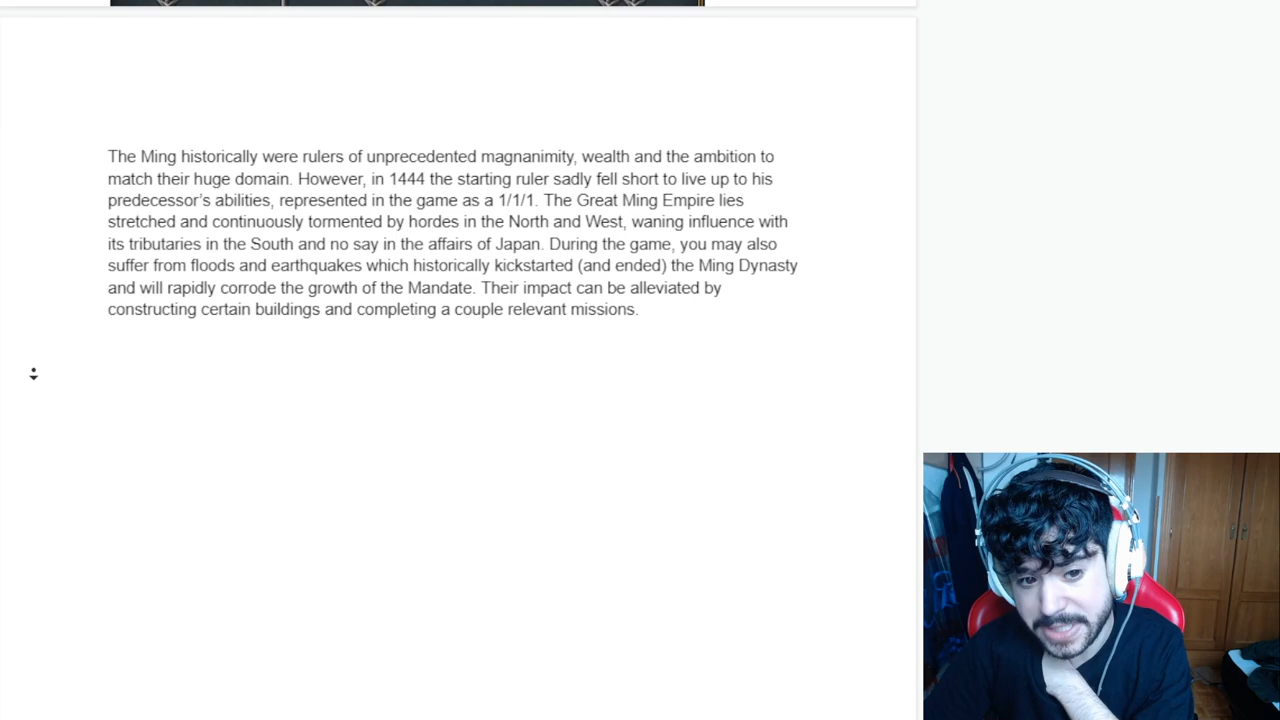 The Ming historically were rulers of unprecedented magnanimity, wealth and the ambition to
match their huge domain. However, in 1444 the starting ruler sadly fell short to live up to his
predecessor’s abilities, represented in the game as a 1/1/1. The Great Ming Empire lies
stretched and continuously tormented by hordes in the North and West, waning influence with
its tributaries in the South and no say in the affairs of Japan. During the game, you may also
suffer from floods and earthquakes which historically kickstarted (and ended) the Ming Dynasty
and will rapidly corrode the growth of the Mandate. Their impact can be alleviated by
constructing certain buildings and completing a couple relevant missions.